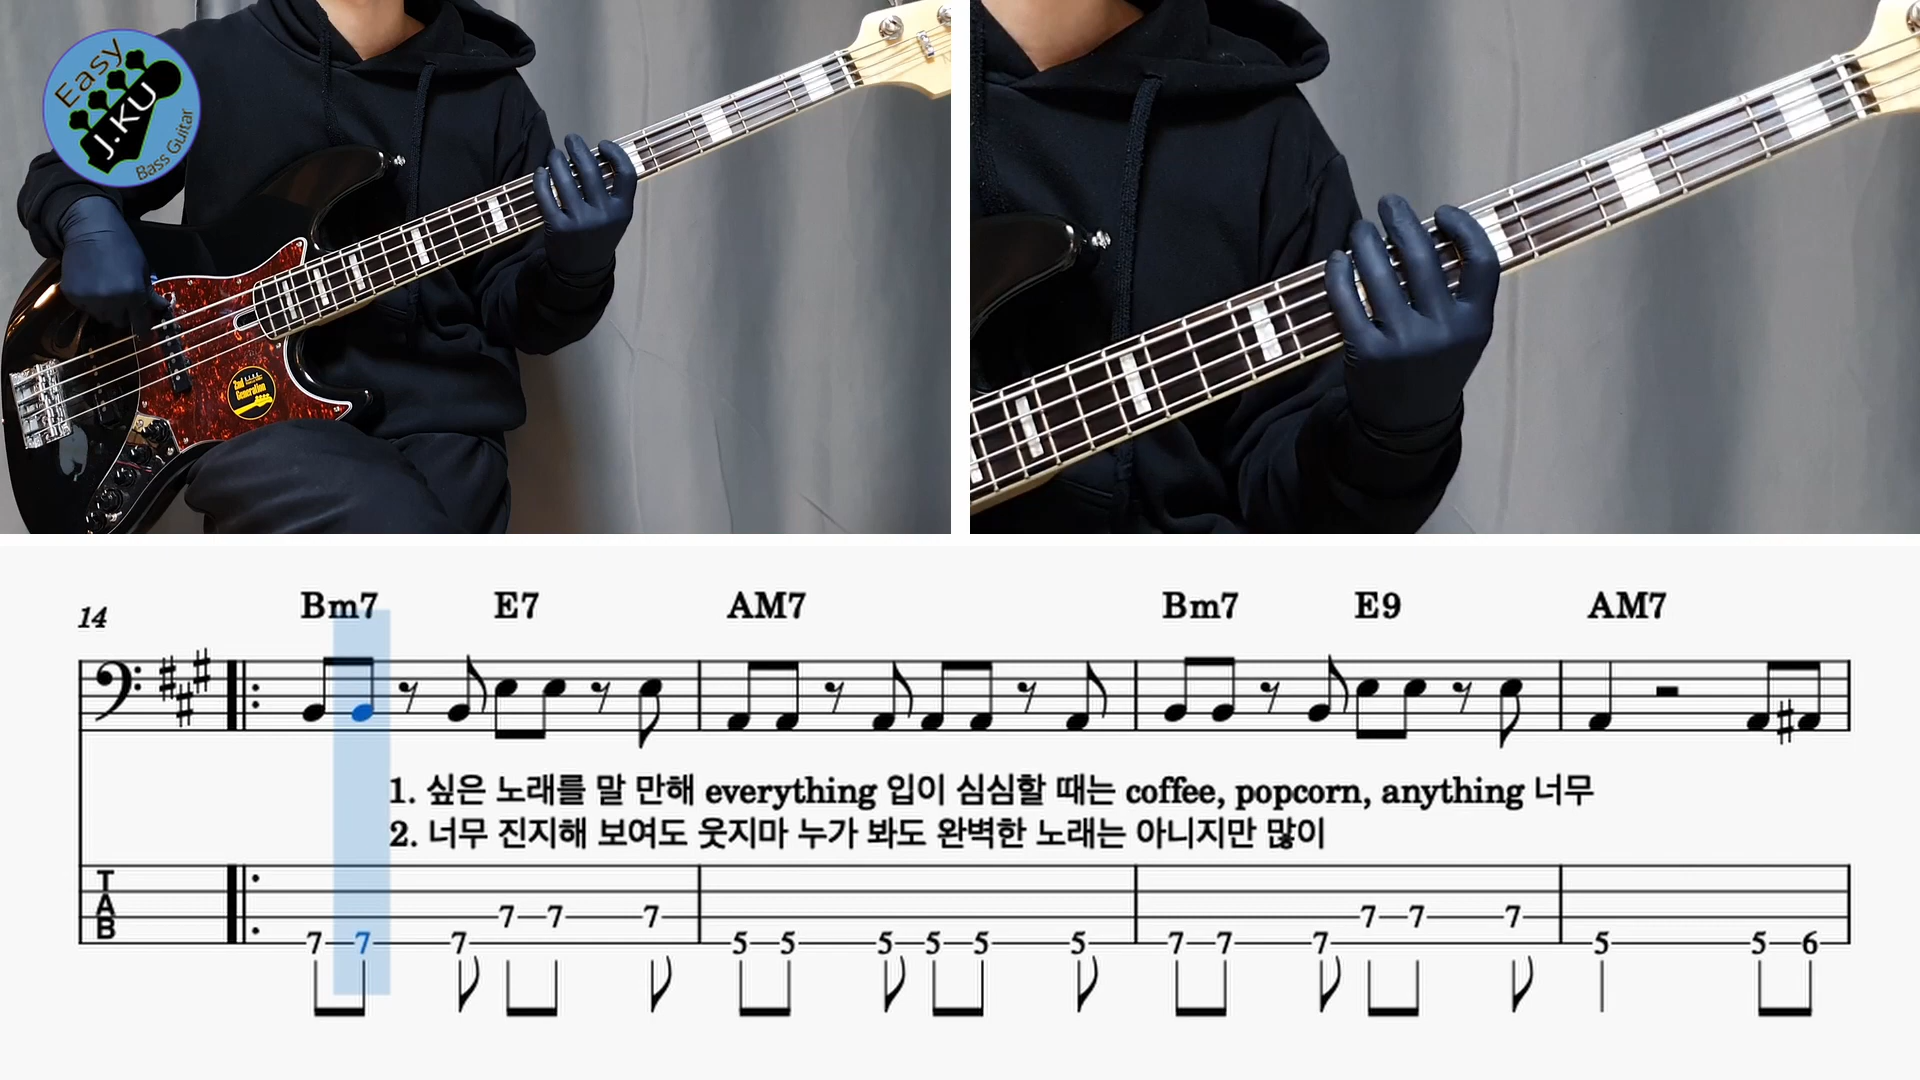 Easy
J.KU
Bass Guitar
2nd
Generation
14
Bm7 E7 AM7 Bm7 E9 AM7
1. 싶은 노래를 말 만해 everything 입이 심심할 때는 coffee, popcorn, anything 너무
2. 너무 진지해 보여도 웃지마 누가 봐도 완벽한 노래는 아니지만 많이
T
A
B
7 7 7 7 7 5 5 5 5 5 5 7 7 7 7 7 7 5 5 6